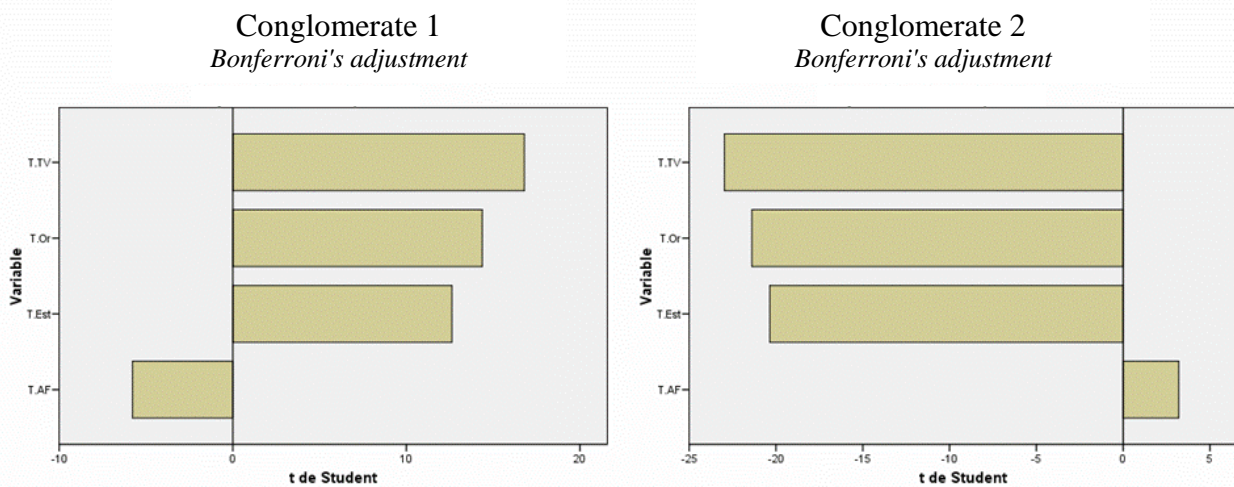 Conglomerate 1
Bonferroni's adjustment
Variable
T.TV
T.Or
T.Est
T.AF
-10
0
10
20
t de Student
Conglomerate 2
Bonferroni's adjustment
Variable
T.TV
T.Or
T.Est
T.AF
-25
-20
-15
-10
-5
0
5
t de Student